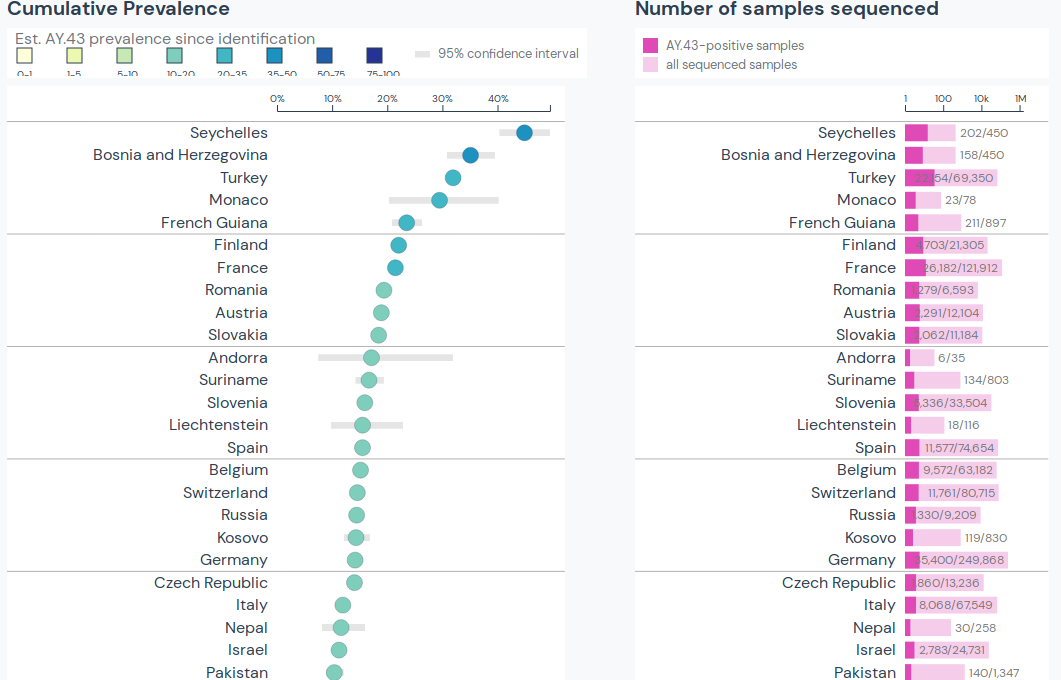 Cumulative Prevalence
Est. AY.43 prevalence since identification
0-1 1-5 5-10 10-20 20-35 35-50 50-75 75-100
95% confidence interval
0% 10% 20% 30% 40%
Seychelles
Bosnia and Herzegovina
Turkey
Monaco
French Guiana
Finland
France
Romania
Austria
Slovakia
Andorra
Suriname
Slovenia
Liechtenstein
Spain
Belgium
Switzerland
Russia
Kosovo
Germany
Czech Republic
Italy
Nepal
Israel
Pakistan
Number of samples sequenced
AY.43-positive samples
all sequenced samples
1 100 10k 1M
Seychelles 202/450
Bosnia and Herzegovina 158/450
Turkey 22,154/69,350
Monaco 23/78
French Guiana 211/897
Finland 4,703/21,305
France 26,182/121,912
Romania 1,279/6,593
Austria 2,291/12,104
Slovakia 2,062/11,184
Andorra 6/35
Suriname 134/803
Slovenia 5,336/33,504
Liechtenstein 18/116
Spain 11,577/74,654
Belgium 9,572/63,182
Switzerland 11,761/80,715
Russia 1,330/9,209
Kosovo 119/830
Germany 35,400/249,868
Czech Republic 1,860/13,236
Italy 8,068/67,549
Nepal 30/258
Israel 2,783/24,731
Pakistan 140/1,347